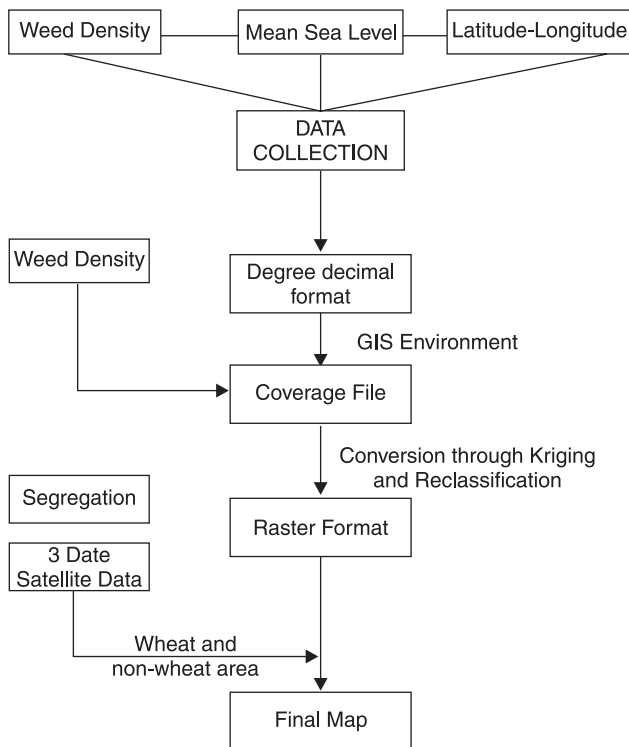 Weed Density
Mean Sea Level
Latitude-Longitude
DATA
COLLECTION
Weed Density
Degree decimal
format
GIS Environment
Coverage File
Conversion through Kriging
and Reclassification
Segregation
Raster Format
3 Date
Satellite Data
Wheat and
non-wheat area
Final Map